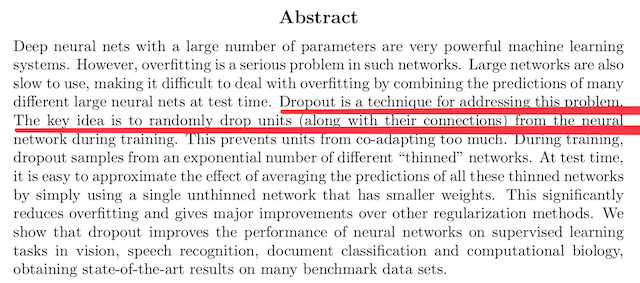 Abstract
Deep neural nets with a large number of parameters are very powerful machine learning
systems. However, overfitting is a serious problem in such networks. Large networks are also
slow to use, making it difficult to deal with overfitting by combining the predictions of many
different large neural nets at test time. Dropout is a technique for addressing this problem.
The key idea is to randomly drop units (along with their connections) from the neural
network during training. This prevents units from co-adapting too much. During training,
dropout samples from an exponential number of different “thinned” networks. At test time,
it is easy to approximate the effect of averaging the predictions of all these thinned networks
by simply using a single unthinned network that has smaller weights. This significantly
reduces overfitting and gives major improvements over other regularization methods. We
show that dropout improves the performance of neural networks on supervised learning
tasks in vision, speech recognition, document classification and computational biology,
obtaining state-of-the-art results on many benchmark data sets.